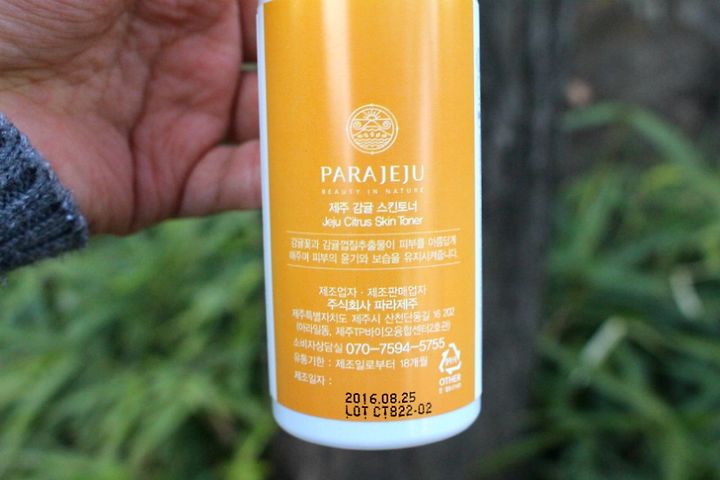 PARAJEJU
BEAUTY IN NATURE
제주 감귤 스킨토너
Jeju Citrus Skin Toner
감귤꽃과 감귤껍질추출물이 피부를 아름답게
해주며 피부의 윤기와 보습을 유지시켜줍니다.
제조업자 · 제조판매업자
주식회사 파라제주
제주특별자치도 제주시 산천단동길 16 202
(아라일동, 제주TP바이오융합센터2호관)
소비자상담실 070-7594-5755
유통기한 : 제조일로부터 18개월
제조일자 :
OTHER
2016.08.25
LOT CT822-02